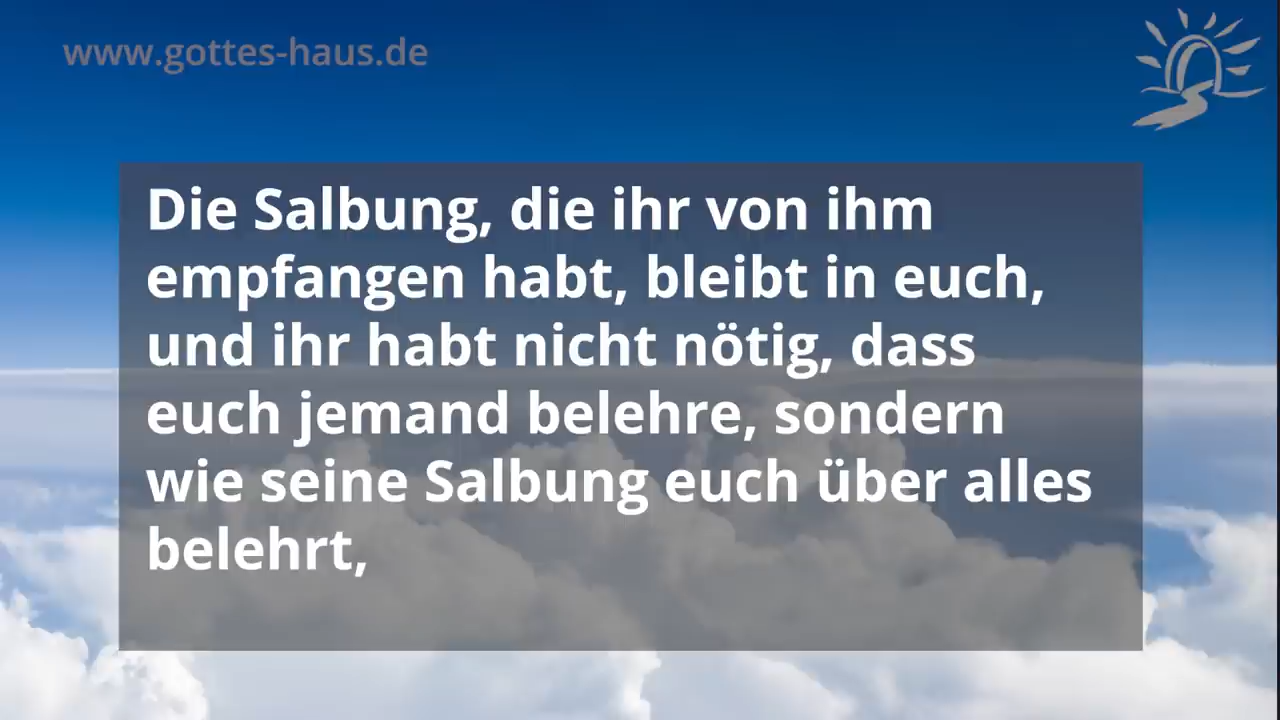 www.gottes-haus.de
Die Salbung, die ihr von ihm
empfangen habt, bleibt in euch,
und ihr habt nicht nötig, dass
euch jemand belehre, sondern
wie seine Salbung euch über alles
belehrt,